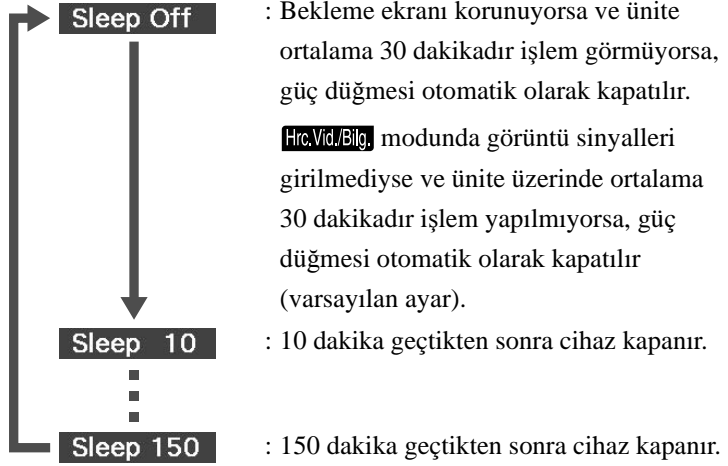 Sleep Off : Bekleme ekranı korunuyorsa ve ünite
ortalama 30 dakikadır işlem görmüyorsa,
güç düğmesi otomatik olarak kapatılır.
Hrc.Vid./Bilg. modunda görüntü sinyalleri
girilmediyse ve ünite üzerinde ortalama
30 dakikadır işlem yapılmıyorsa, güç
düğmesi otomatik olarak kapatılır
(varsayılan ayar).
Sleep 10 : 10 dakika geçtikten sonra cihaz kapanır.
Sleep 150 : 150 dakika geçtikten sonra cihaz kapanır.